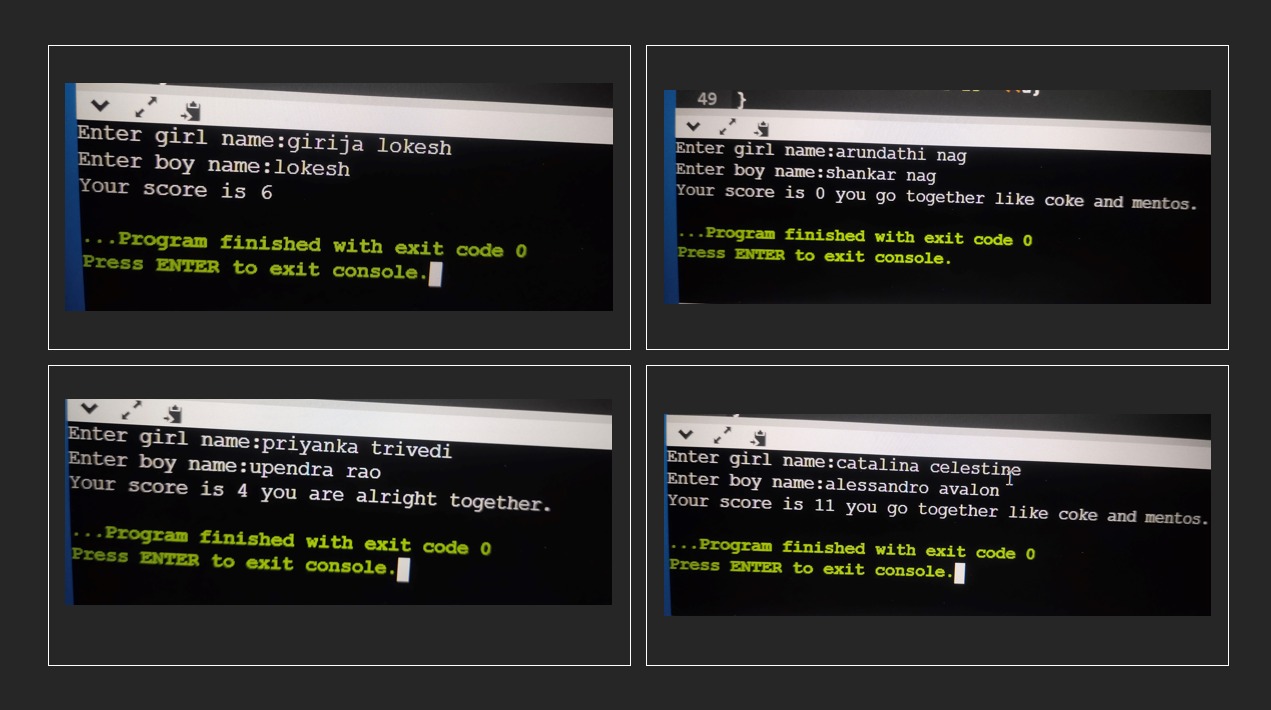 Enter girl name:girija lokesh
Enter boy name:lokesh
Your score is 6
...Program finished with exit code 0
Press ENTER to exit console.
49 }
Enter girl name:arundathi nag
Enter boy name:shankar nag
Your score is 0 you go together like coke and mentos.
...Program finished with exit code 0
Press ENTER to exit console.
Enter girl name:priyanka trivedi
Enter boy name:upendra rao
Your score is 4 you are alright together.
...Program finished with exit code 0
Press ENTER to exit console.
Enter girl name:catalina celestine
Enter boy name:alessandro avalon
Your score is 11 you go together like coke and mentos.
...Program finished with exit code 0
Press ENTER to exit console.